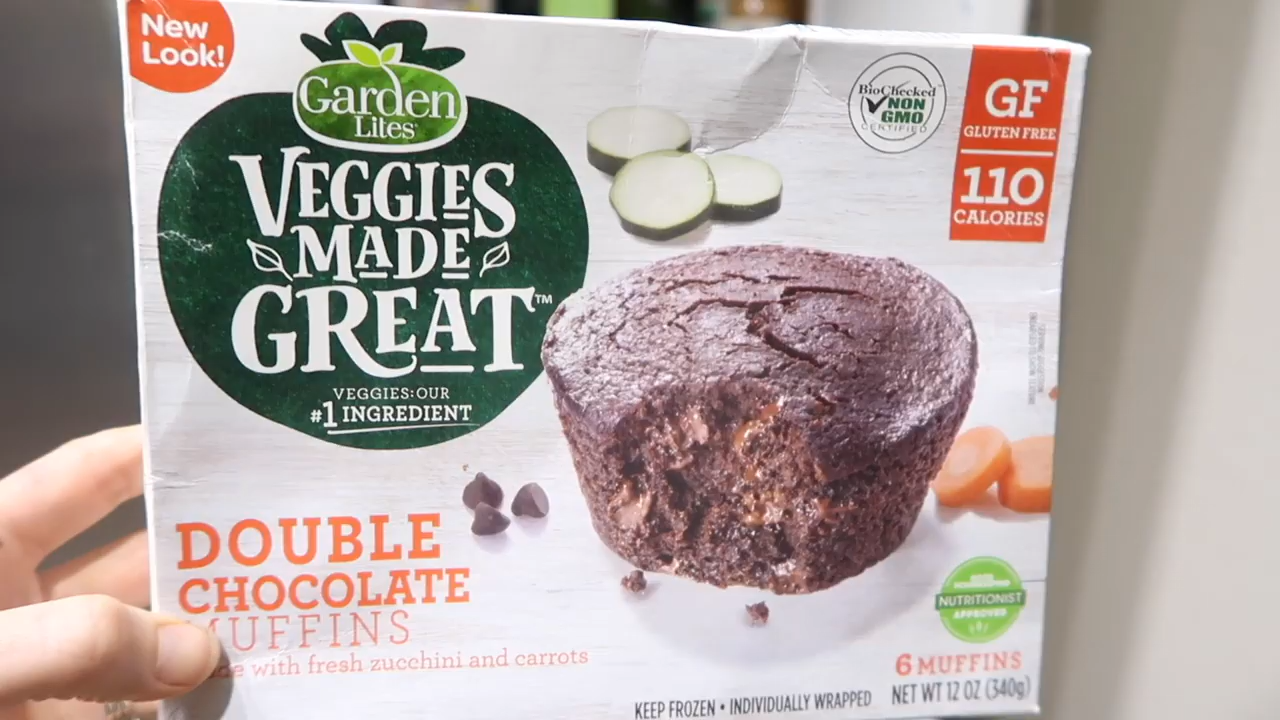 New
Look!
Garden
Lites
VEGGIES
MADE
GREAT™
VEGGIES: OUR
#1 INGREDIENT
BioChecked
NON
GMO
CERTIFIED
GF
GLUTEN FREE
110
CALORIES
DOUBLE
CHOCOLATE
MUFFINS
with fresh zucchini and carrots
NUTRITIONIST
APPROVED
6 MUFFINS
NET WT 12 OZ (340g)
KEEP FROZEN • INDIVIDUALLY WRAPPED